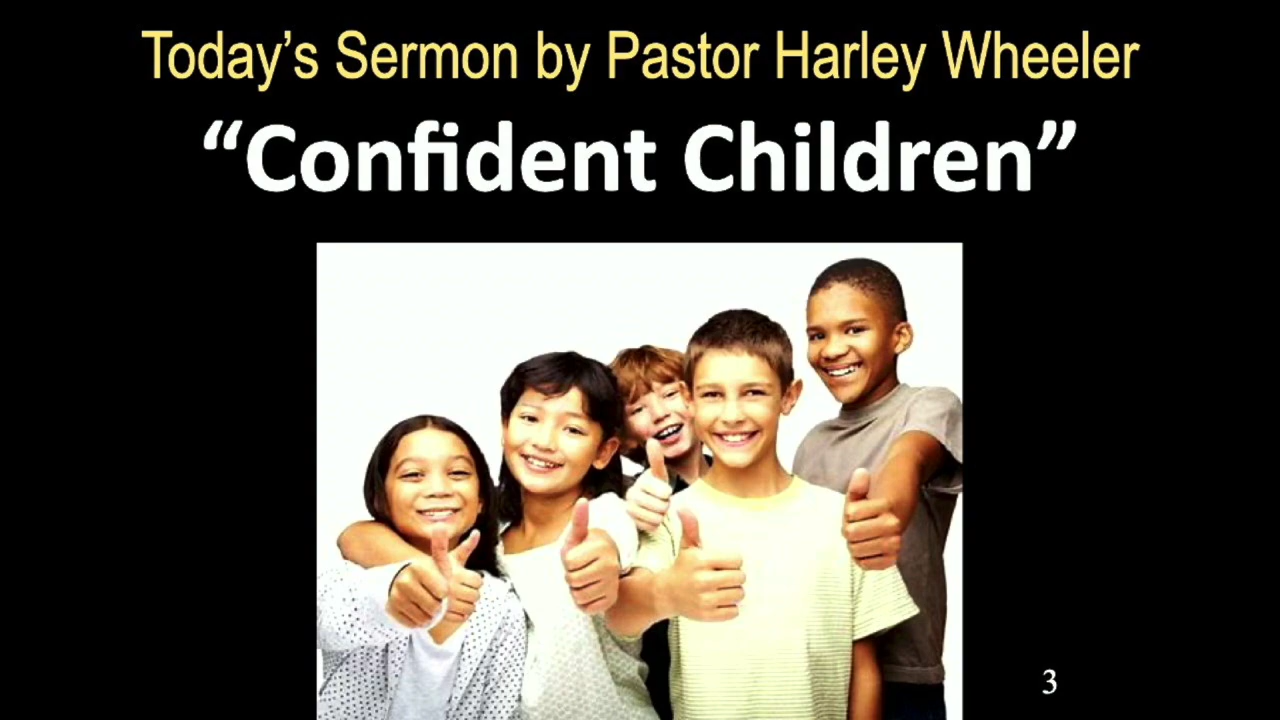 Today’s Sermon by Pastor Harley Wheeler
“Confident Children”
3